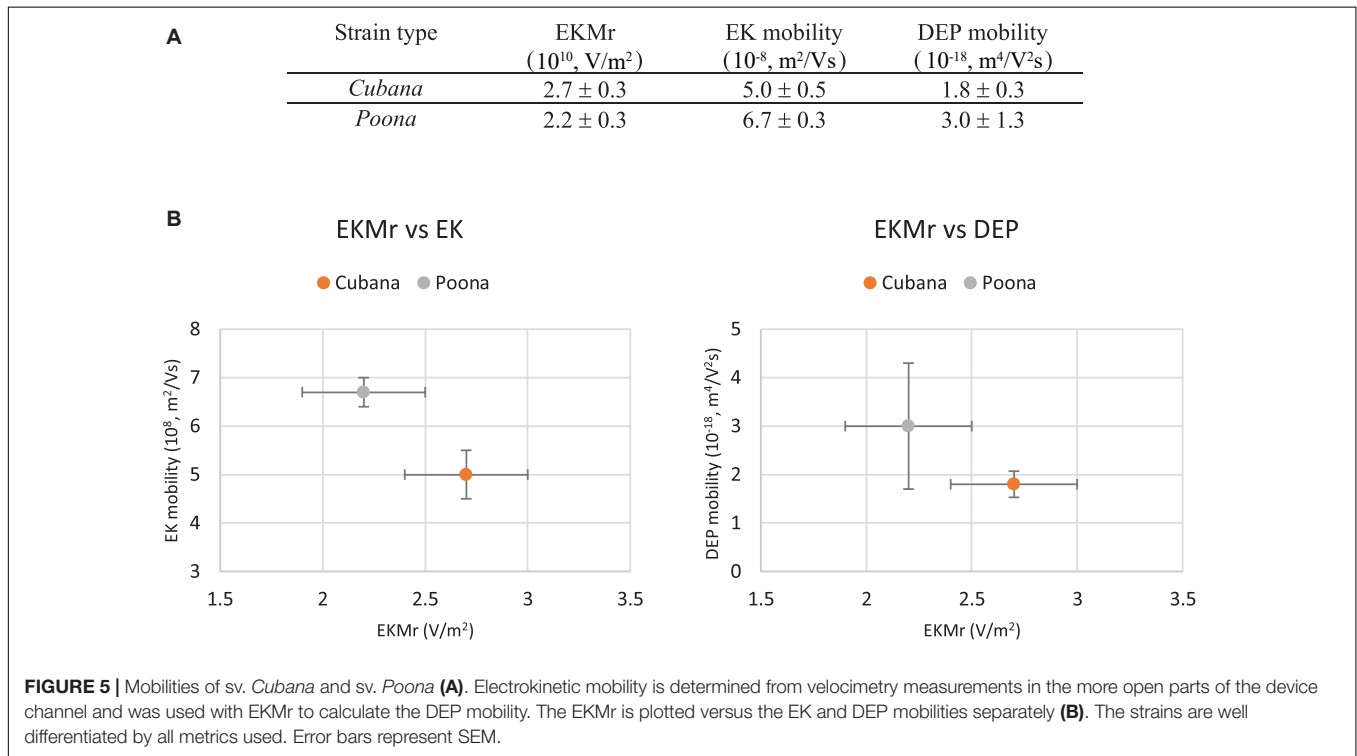 A
Strain type EKMr EK mobility DEP mobility
(10¹⁰, V/m²) (10⁻⁸, m²/Vs) (10⁻¹⁸, m⁴/V²s)
Cubana 2.7 ± 0.3 5.0 ± 0.5 1.8 ± 0.3
Poona 2.2 ± 0.3 6.7 ± 0.3 3.0 ± 1.3
B
EKMr vs EK
Cubana Poona
EK mobility (10⁸, m²/Vs)
8
7
6
5
4
3
1.5 2 2.5 3 3.5
EKMr (V/m²)
EKMr vs DEP
Cubana Poona
DEP mobility (10⁻¹⁸, m⁴/V²s)
5
4
3
2
1
0
1.5 2 2.5 3 3.5
EKMr (V/m²)
FIGURE 5 | Mobilities of sv. Cubana and sv. Poona (A). Electrokinetic mobility is determined from velocimetry measurements in the more open parts of the device
channel and was used with EKMr to calculate the DEP mobility. The EKMr is plotted versus the EK and DEP mobilities separately (B). The strains are well
differentiated by all metrics used. Error bars represent SEM.